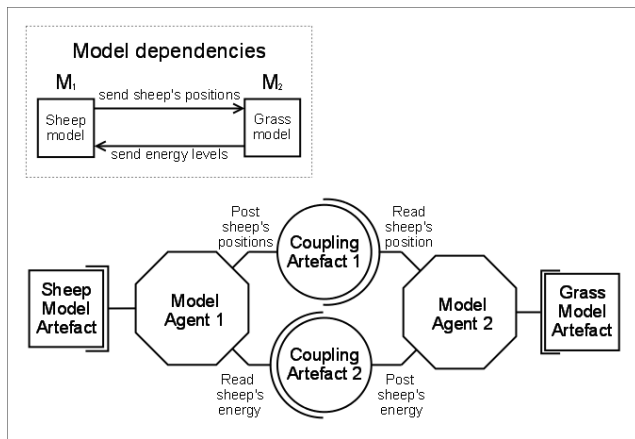 Model dependencies
M₁
M₂
send sheep's positions
Sheep
model
Grass
model
send energy levels
Post
sheep's
positions
Read
sheep's
position
Coupling
Artefact 1
Sheep
Model
Artefact
Model
Agent 1
Model
Agent 2
Grass
Model
Artefact
Coupling
Artefact 2
Read
sheep's
energy
Post
sheep's
energy